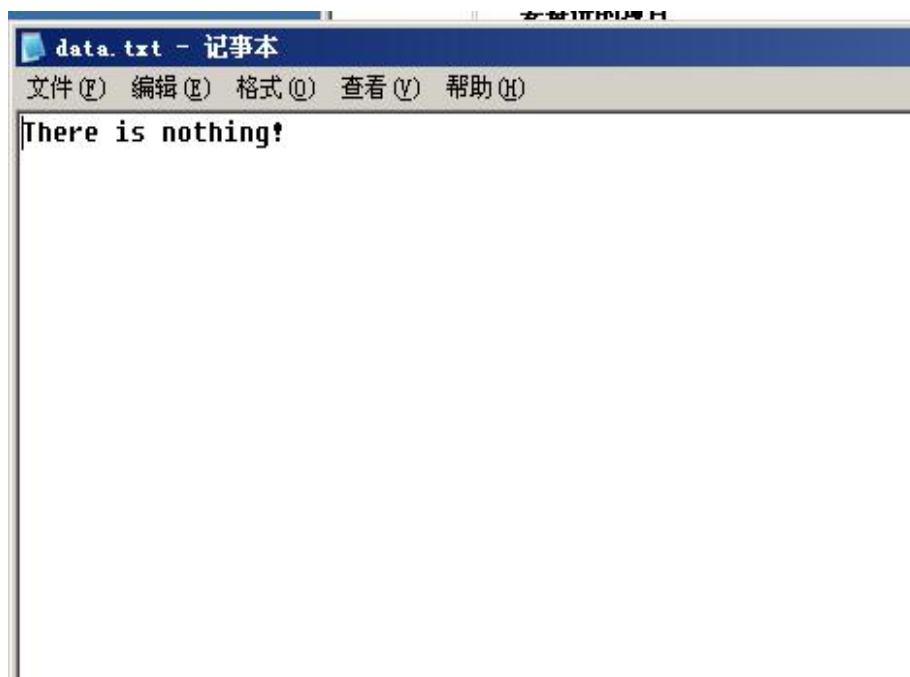 data.txt - 记事本
文件(F) 编辑(E) 格式(O) 查看(V) 帮助(H)
There is nothing!